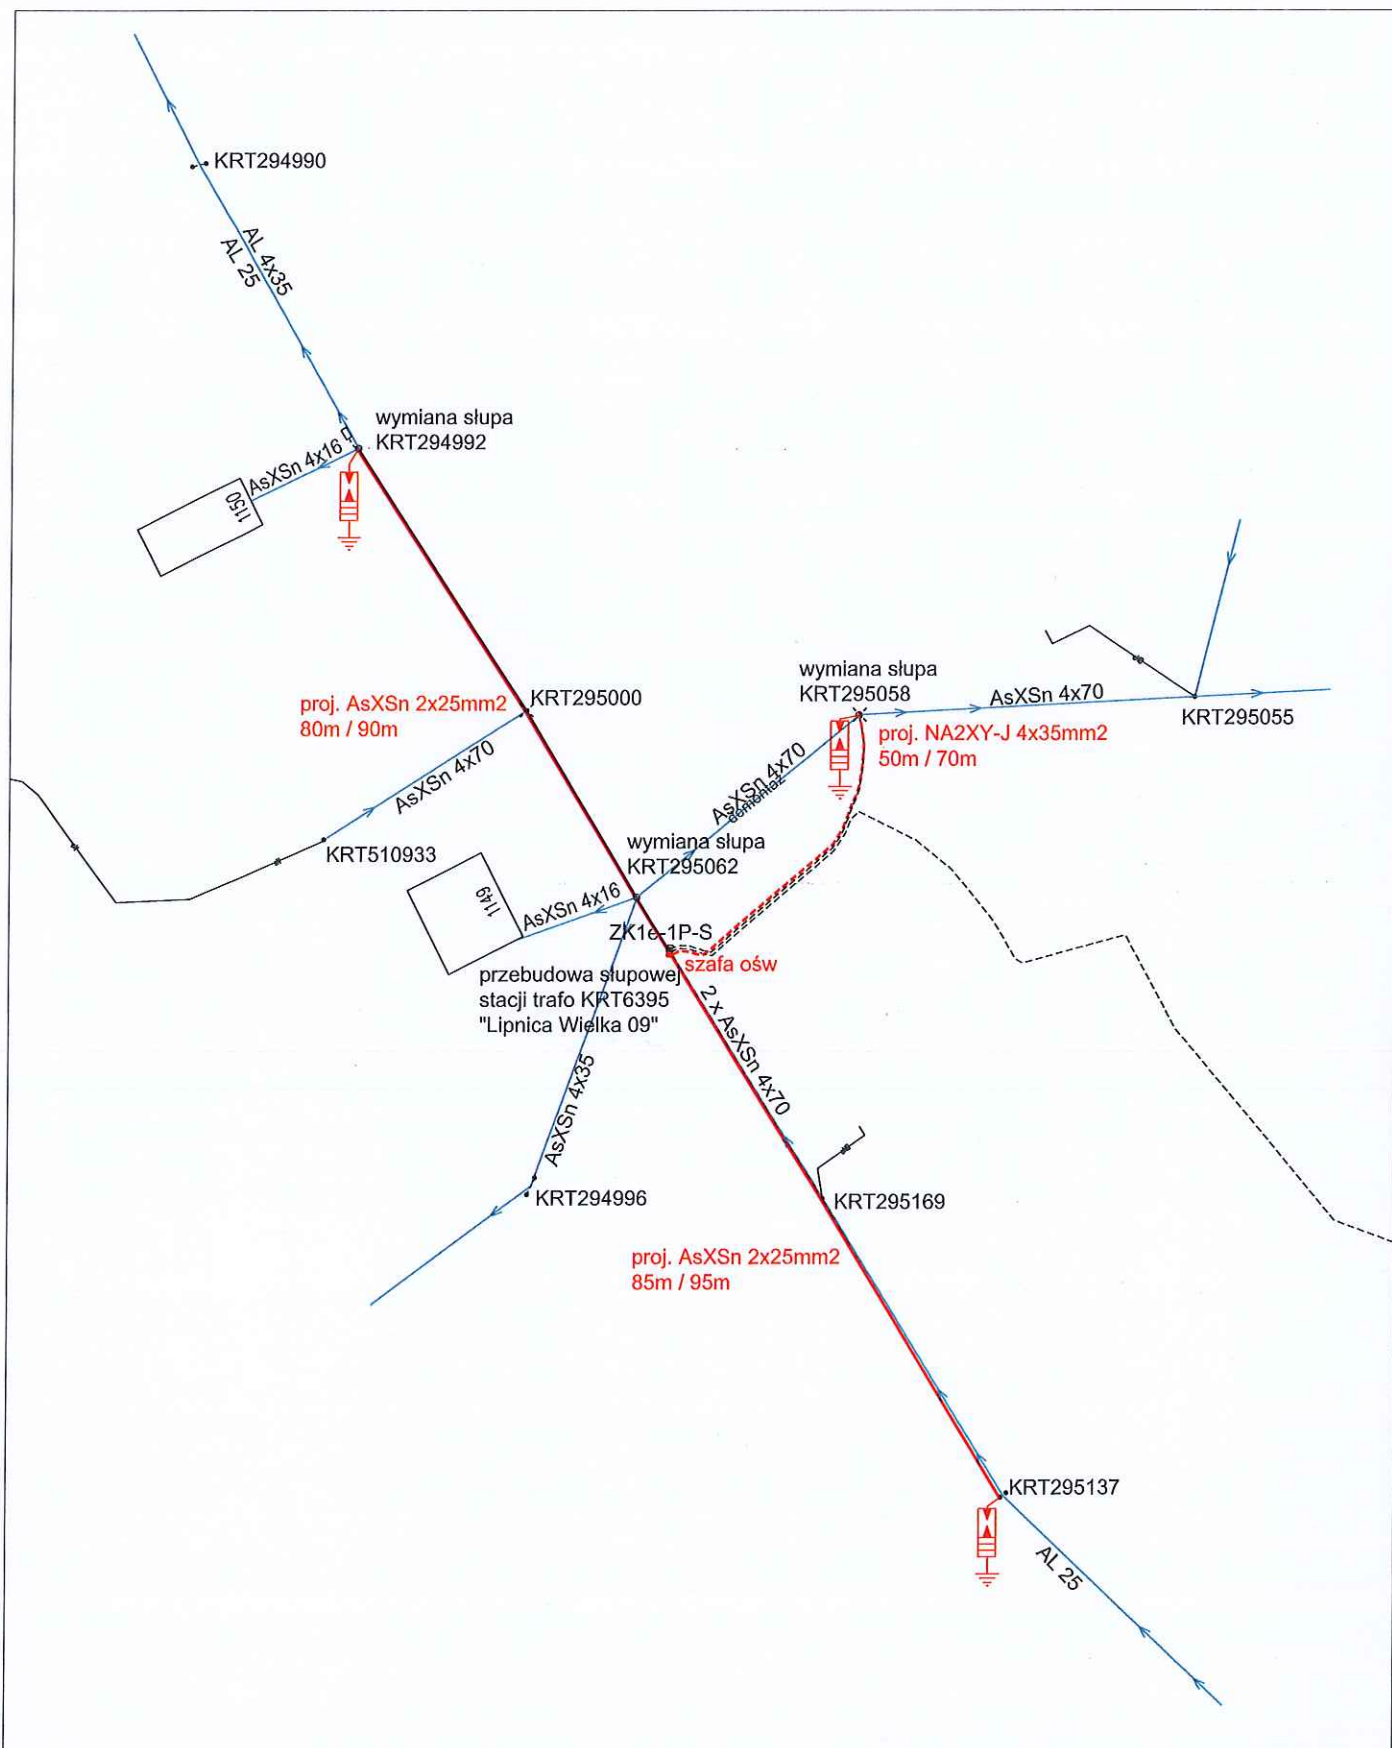 KRT294990
AL 4x35
AL 25
wymiana słupa
KRT294992
AsXSn 4x16
1150
wymiana słupa
KRT295058
AsXSn 4x70
KRT295055
proj. AsXSn 2x25mm2
80m / 90m
KRT295000
proj. NA2XY-J 4x35mm2
50m / 70m
AsXSn 4x70
AsXSn 4x70
demontaż
KRT510933
wymiana słupa
KRT295062
1149
AsXSn 4x16
ZK1e-1P-S
szafa ośw
przebudowa słupowej
stacji trafo KRT6395
"Lipnica Wielka 09"
2 x AsXSn 4x70
AsXSn 4x35
KRT294996
KRT295169
proj. AsXSn 2x25mm2
85m / 95m
KRT295137
AL 25